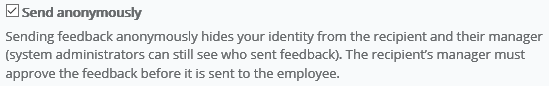 Send anonymously
Sending feedback anonymously hides your identity from the recipient and their manager
(system administrators can still see who sent feedback). The recipient's manager must
approve the feedback before it is sent to the employee.